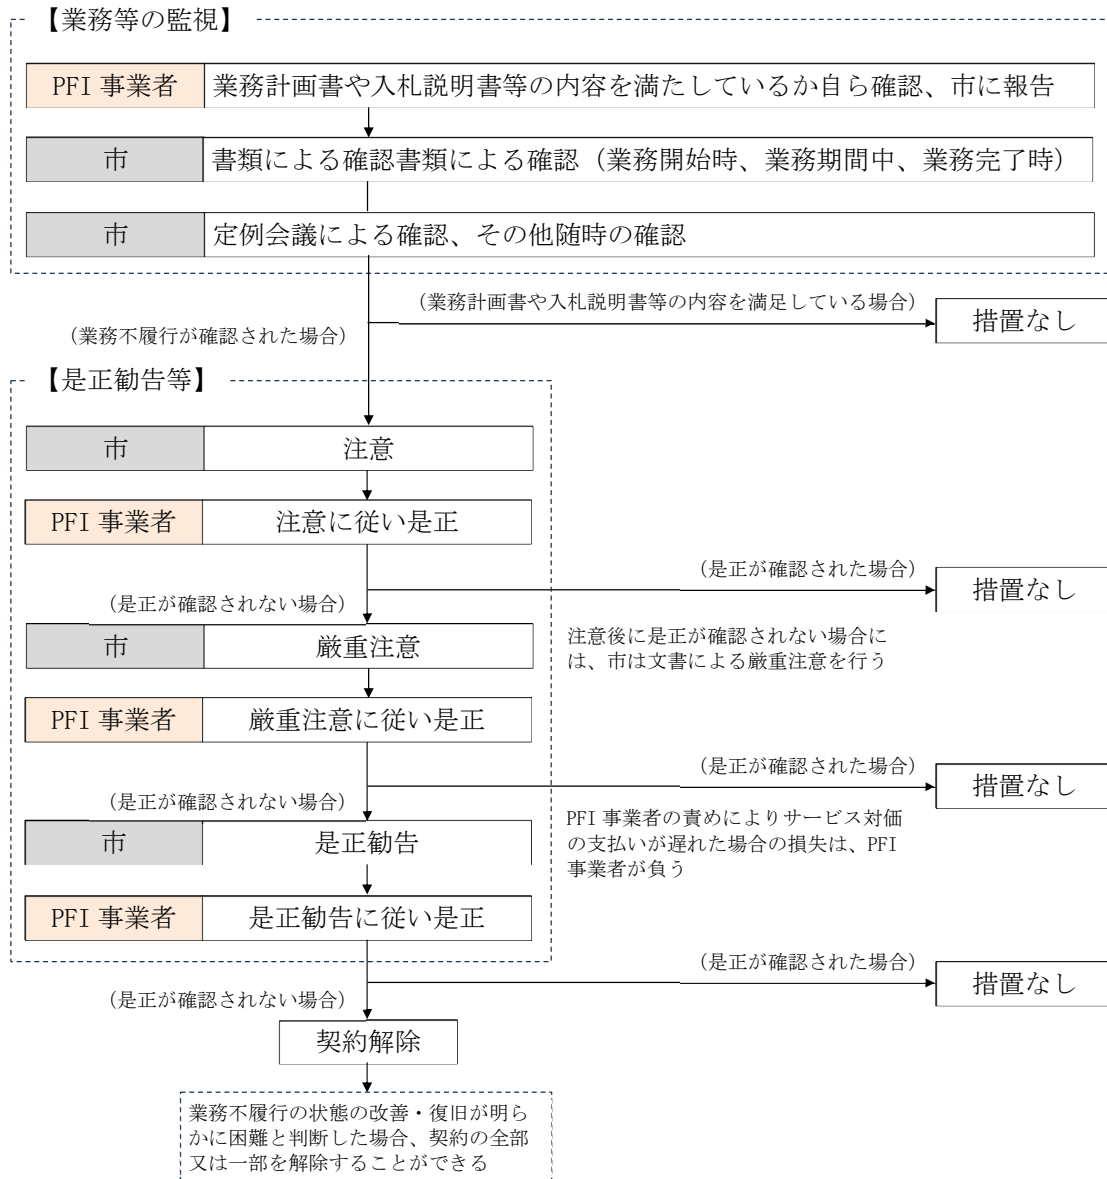 【業務等の監視】
PFI 事業者
業務計画書や入札説明書等の内容を満たしているか自ら確認、市に報告
市
書類による確認書類による確認（業務開始時、業務期間中、業務完了時）
市
定例会議による確認、その他随時の確認
（業務計画書や入札説明書等の内容を満足している場合）
措置なし
（業務不履行が確認された場合）
【是正勧告等】
市
注意
PFI 事業者
注意に従い是正
（是正が確認された場合）
措置なし
（是正が確認されない場合）
市
厳重注意
注意後に是正が確認されない場合に
は、市は文書による厳重注意を行う
PFI 事業者
厳重注意に従い是正
（是正が確認された場合）
措置なし
（是正が確認されない場合）
市
是正勧告
PFI 事業者の責めによりサービス対価
の支払いが遅れた場合の損失は、PFI
事業者が負う
PFI 事業者
是正勧告に従い是正
（是正が確認された場合）
措置なし
（是正が確認されない場合）
契約解除
業務不履行の状態の改善・復旧が明ら
かに困難と判断した場合、契約の全部
又は一部を解除することができる